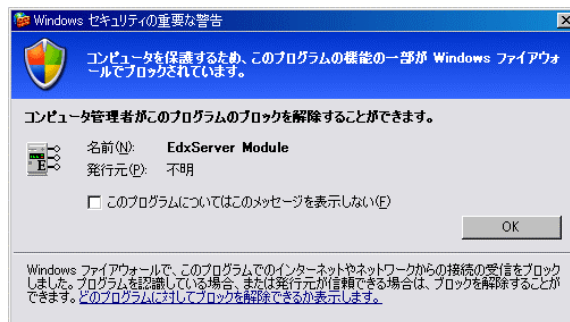 Windows セキュリティの重要な警告
コンピュータを保護するため、このプログラムの機能の一部が Windows ファイアウォ
ールでブロックされています。
コンピュータ管理者がこのプログラムのブロックを解除することができます。
名前(N): EdxServer Module
発行元(P): 不明
このプログラムについてはこのメッセージを表示しない(E)
OK
Windows ファイアウォールで、このプログラムでのインターネットやネットワークからの接続の受信をブロック
しました。プログラムを認識している場合、または発行元が信頼できる場合は、ブロックを解除することが
できます。どのプログラムに対してブロックを解除できるか表示します。